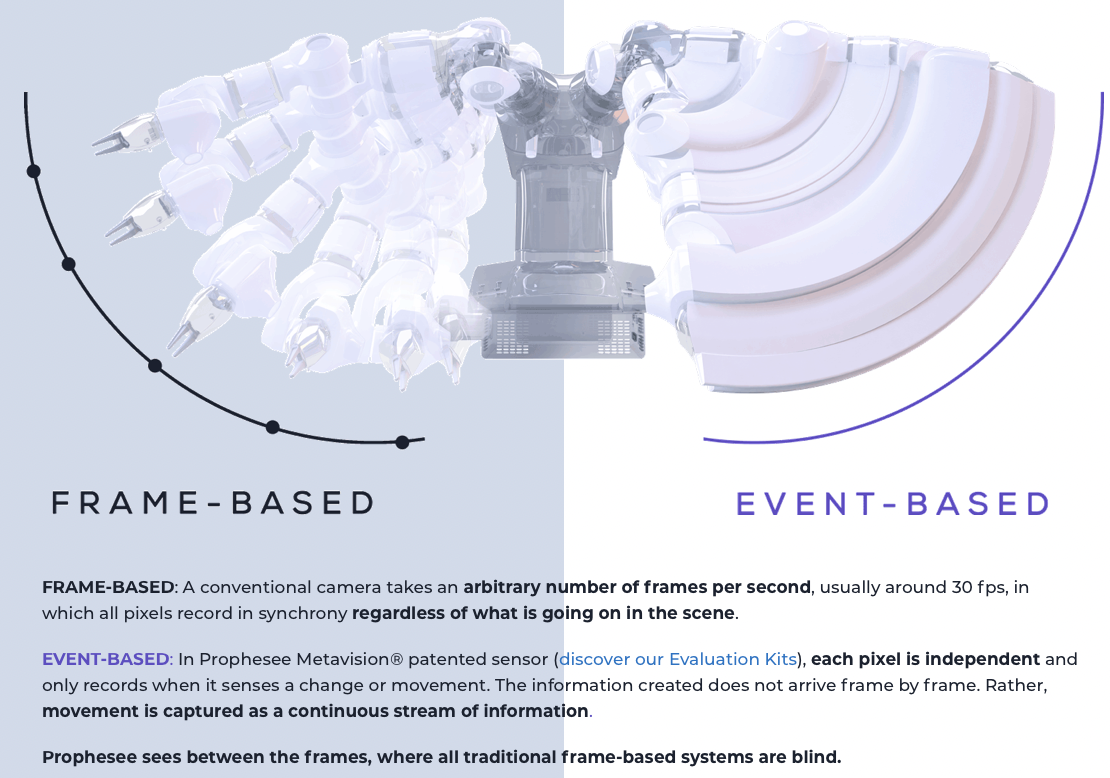 FRAME-BASED
EVENT-BASED
FRAME-BASED: A conventional camera takes an arbitrary number of frames per second, usually around 30 fps, in
which all pixels record in synchrony regardless of what is going on in the scene.
EVENT-BASED: In Prophesee Metavision® patented sensor (discover our Evaluation Kits), each pixel is independent and
only records when it senses a change or movement. The information created does not arrive frame by frame. Rather,
movement is captured as a continuous stream of information.
Prophesee sees between the frames, where all traditional frame-based systems are blind.